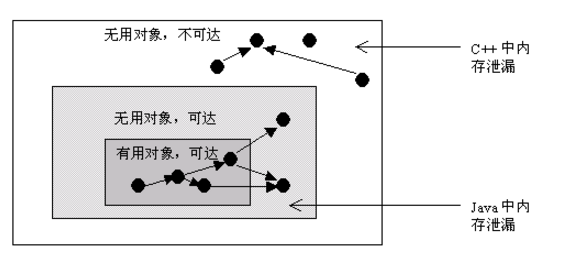 无用对象，不可达
C++ 中内
存泄漏
无用对象，可达
有用对象，可达
Java 中内
存泄漏